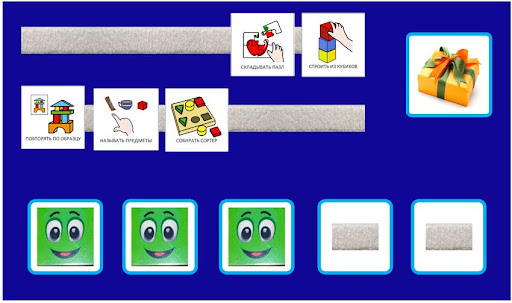 СКЛАДЫВАТЬ ПАЗЛ
СТРОИТЬ ИЗ КУБИКОВ
ПОВТОРЯТЬ ПО ОБРАЗЦУ
НАЗЫВАТЬ ПРЕДМЕТЫ
СОБИРАТЬ СОРТЕР